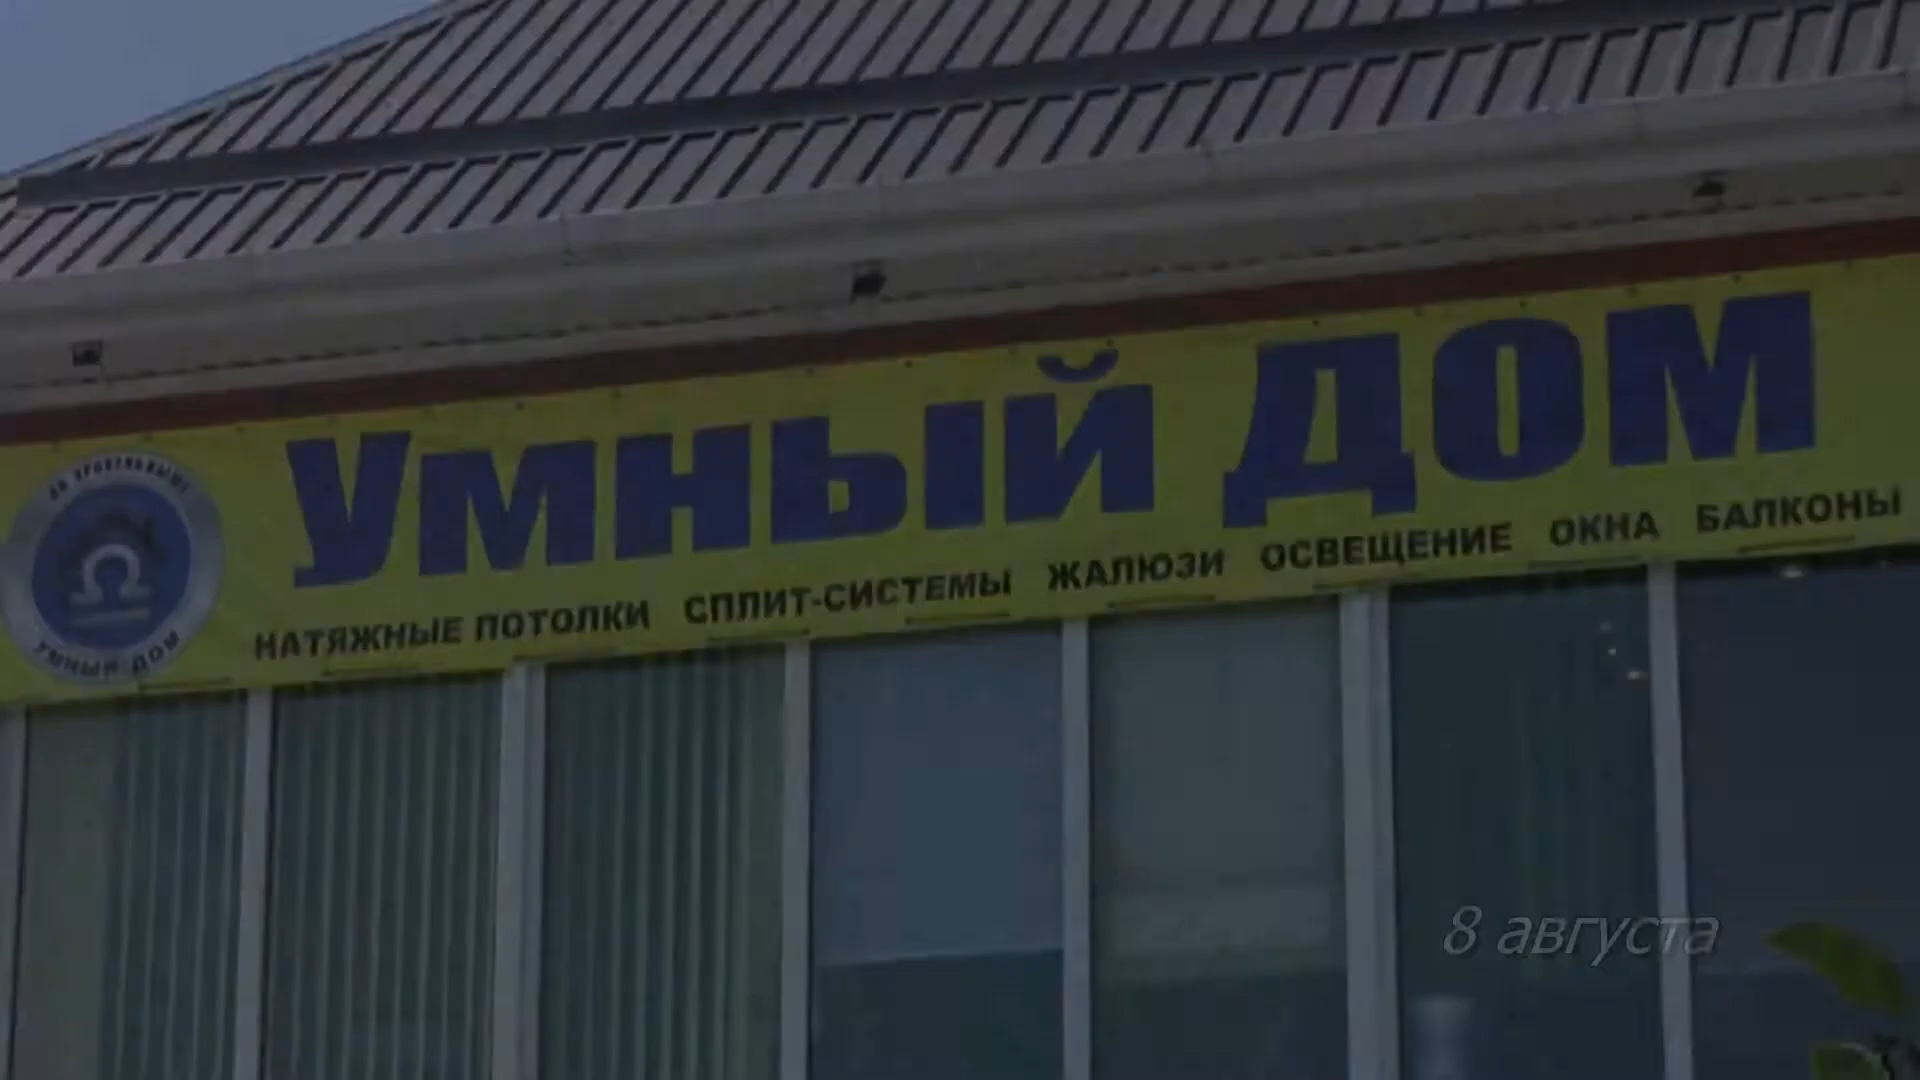 УМНЫЙ ДОМ
НАТЯЖНЫЕ ПОТОЛКИ СПЛИТ-СИСТЕМЫ ЖАЛЮЗИ ОСВЕЩЕНИЕ ОКНА БАЛКОНЫ
УМНЫЙ ДОМ
8 августа